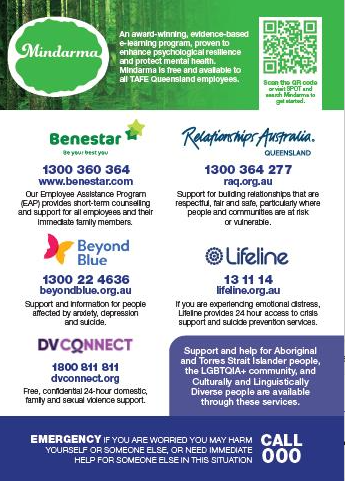 Mindarma
An award-winning, evidence-based
e-learning program, proven to
enhance psychological resilience
and protect mental health.
Mindarma is free and available to
all TAFE Queensland employees.
Scan the QR code
or visit SPOT and
search Mindarma to
get started.
Benestar
Be your best you
1300 360 364
www.benestar.com
Our Employee Assistance Program
(EAP) provides short-term counselling
and support for all employees and their
immediate family members.
Relationships Australia.
QUEENSLAND
1300 364 277
raq.org.au
Support for building relationships that are
respectful, fair and safe, particularly where
people and communities are at risk
or vulnerable.
Beyond
Blue
1300 22 4636
beyondblue.org.au
Support and information for people
affected by anxiety, depression
and suicide.
Lifeline
13 11 14
lifeline.org.au
If you are experiencing emotional distress,
Lifeline provides 24 hour access to crisis
support and suicide prevention services.
DVCONNECT
1800 811 811
dvconnect.org
Free, confidential 24-hour domestic,
family and sexual violence support.
Support and help for Aboriginal
and Torres Strait Islander people,
the LGBTQIA+ community, and
Culturally and Linguistically
Diverse people are available
through these services.
EMERGENCY IF YOU ARE WORRIED YOU MAY HARM
YOURSELF OR SOMEONE ELSE, OR NEED IMMEDIATE
HELP FOR SOMEONE ELSE IN THIS SITUATION
CALL
000